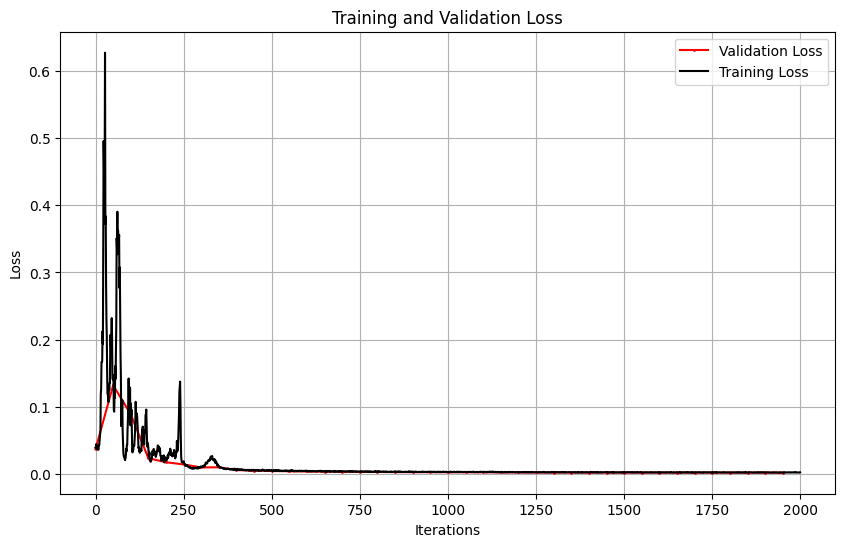 Training and Validation Loss
Validation Loss
Training Loss
Loss
0.6
0.5
0.4
0.3
0.2
0.1
0.0
0 250 500 750 1000 1250 1500 1750 2000
Iterations